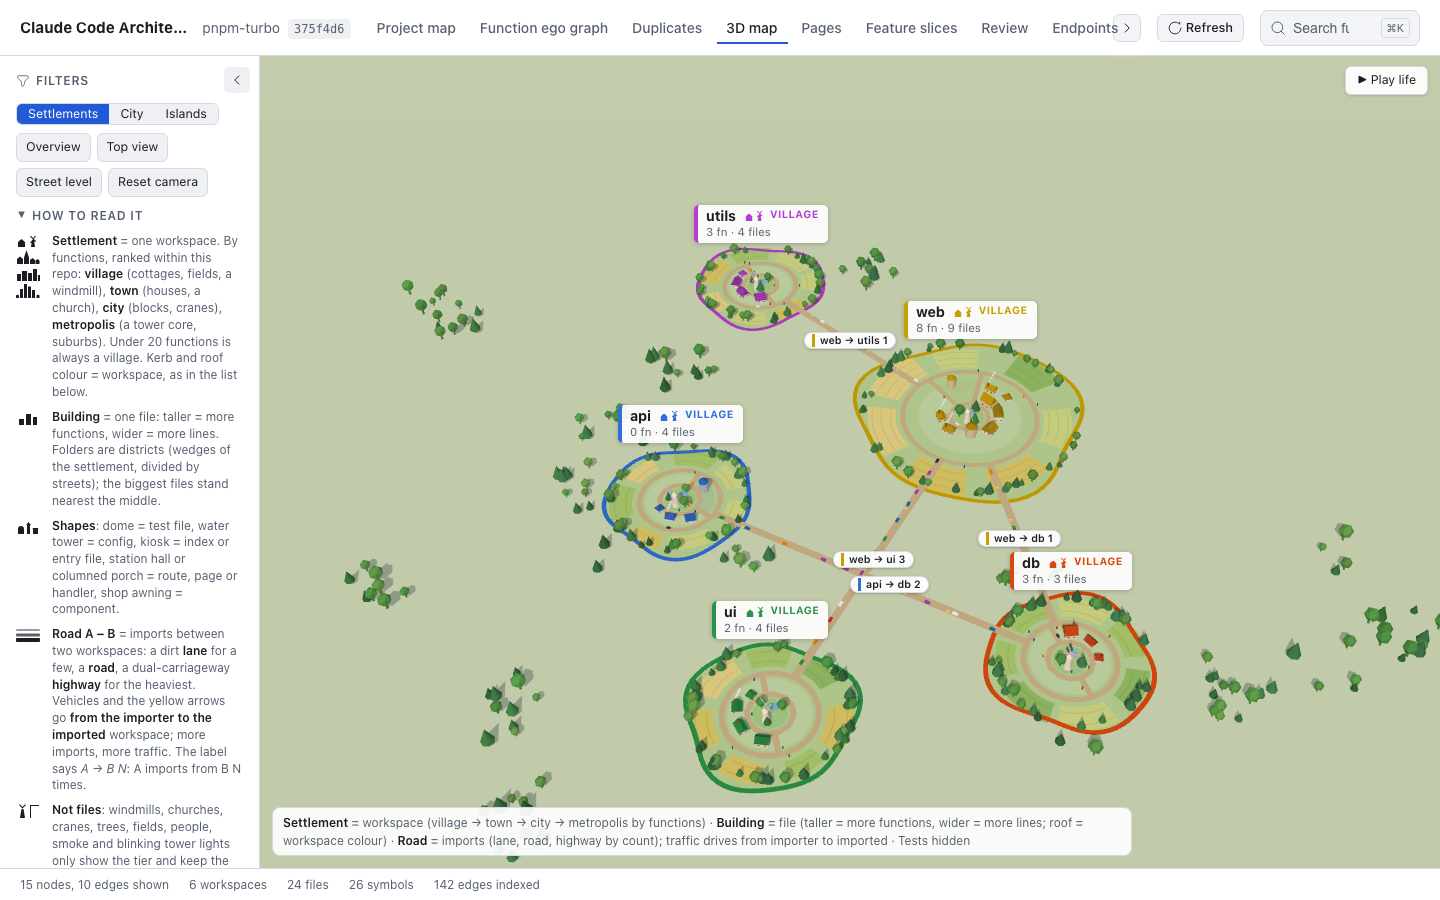 Claude Code Archite...
pnpm-turbo
375f4d6
Project map
Function ego graph
Duplicates
3D map
Pages
Feature slices
Review
Endpoints
Refresh
Search fu
⌘K
FILTERS
Settlements
City
Islands
Overview
Top view
Street level
Reset camera
▼ HOW TO READ IT
Settlement = one workspace. By
functions, ranked within this
repo: village (cottages, fields, a
windmill), town (houses, a
church), city (blocks, cranes),
metropolis (a tower core,
suburbs). Under 20 functions is
always a village. Kerb and roof
colour = workspace, as in the list
below.
Building = one file: taller = more
functions, wider = more lines.
Folders are districts (wedges of
the settlement, divided by
streets); the biggest files stand
nearest the middle.
Shapes: dome = test file, water
tower = config, kiosk = index or
entry file, station hall or
columned porch = route, page or
handler, shop awning =
component.
Road A – B = imports between
two workspaces: a dirt lane for a
few, a road, a dual-carriageway
highway for the heaviest.
Vehicles and the yellow arrows
go from the importer to the
imported workspace; more
imports, more traffic. The label
says A → B N: A imports from B N
times.
Not files: windmills, churches,
cranes, trees, fields, people,
smoke and blinking tower lights
only show the tier and keep the
▶ Play life
utils VILLAGE
3 fn · 4 files
web VILLAGE
8 fn · 9 files
web → utils 1
api VILLAGE
0 fn · 4 files
web → db 1
web → ui 3
db VILLAGE
3 fn · 3 files
api → db 2
ui VILLAGE
2 fn · 4 files
Settlement = workspace (village → town → city → metropolis by functions) · Building = file (taller = more functions, wider = more lines; roof =
workspace colour) · Road = imports (lane, road, highway by count); traffic drives from importer to imported · Tests hidden
15 nodes, 10 edges shown
6 workspaces
24 files
26 symbols
142 edges indexed